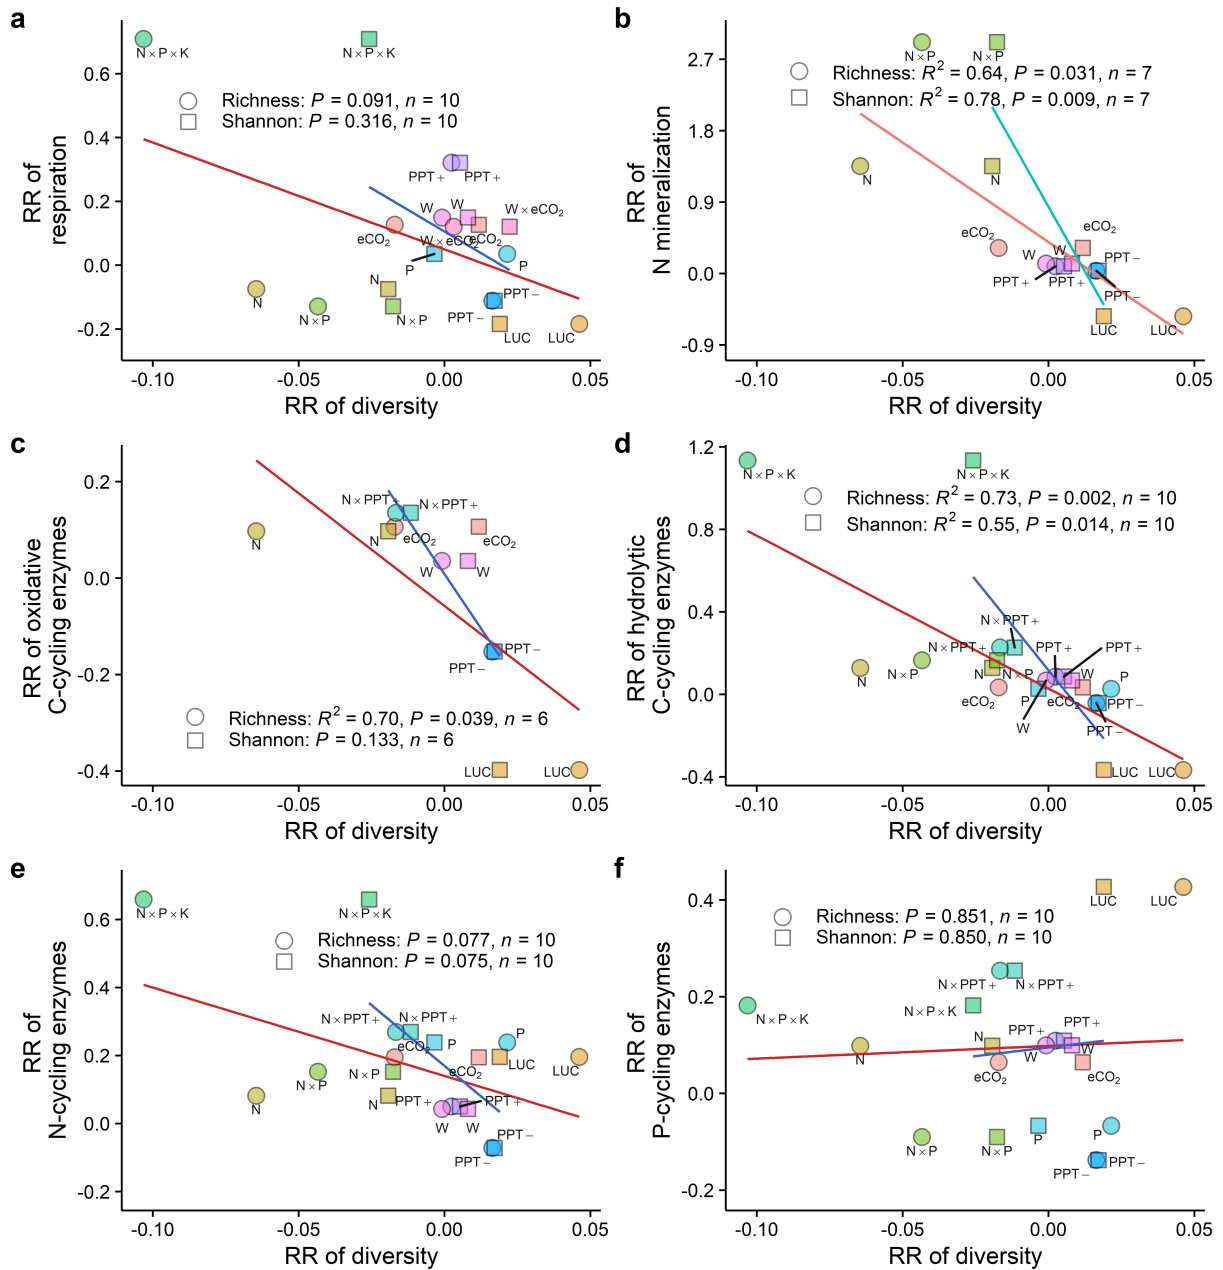 a
N×P×K
N×P×K
Richness: P = 0.091, n = 10
Shannon: P = 0.316, n = 10
PPT+
PPT+
W
W
W×eCO2
eCO2
W×eCO2
eCO2
P
P
N
N
PPT−
PPT−
N×P
N×P
LUC
LUC
0.6
0.4
0.2
0.0
-0.2
-0.10
-0.05
0.00
0.05
RR of
respiration
RR of diversity
b
N×P
N×P
Richness: R² = 0.64, P = 0.031, n = 7
Shannon: R² = 0.78, P = 0.009, n = 7
N
N
eCO2
eCO2
W
W
PPT+
PPT+
PPT−
PPT−
LUC
LUC
2.7
1.8
0.9
0.0
-0.9
-0.10
-0.05
0.00
0.05
RR of
N mineralization
RR of diversity
c
N×PPT+
N×PPT+
N
N
eCO2
eCO2
W
W
PPT−
PPT−
Richness: R² = 0.70, P = 0.039, n = 6
Shannon: P = 0.133, n = 6
LUC
LUC
0.2
0.0
-0.2
-0.4
-0.10
-0.05
0.00
0.05
RR of oxidative
C-cycling enzymes
RR of diversity
d
N×P×K
N×P×K
Richness: R² = 0.73, P = 0.002, n = 10
Shannon: R² = 0.55, P = 0.014, n = 10
N×PPT+
N×PPT+
PPT+
PPT+
N
N×P
N
N×P
W
P
eCO2
P
eCO2
W
PPT−
PPT−
LUC
LUC
1.2
0.8
0.4
0.0
-0.4
-0.10
-0.05
0.00
0.05
RR of hydrolytic
C-cycling enzymes
RR of diversity
e
N×P×K
N×P×K
Richness: P = 0.077, n = 10
Shannon: P = 0.075, n = 10
N×PPT+
N×PPT+
eCO2
P
P
eCO2
LUC
LUC
N×P
N×P
N
N
PPT+
PPT+
W
W
PPT−
PPT−
0.6
0.4
0.2
0.0
-0.2
-0.10
-0.05
0.00
0.05
RR of
N-cycling enzymes
RR of diversity
f
LUC
LUC
Richness: P = 0.851, n = 10
Shannon: P = 0.850, n = 10
N×PPT+
N×PPT+
N×P×K
N×P×K
PPT+
PPT+
N
N
W
W
eCO2
eCO2
N×P
N×P
P
P
PPT−
PPT−
0.4
0.2
0.0
-0.2
-0.10
-0.05
0.00
0.05
RR of
P-cycling enzymes
RR of diversity